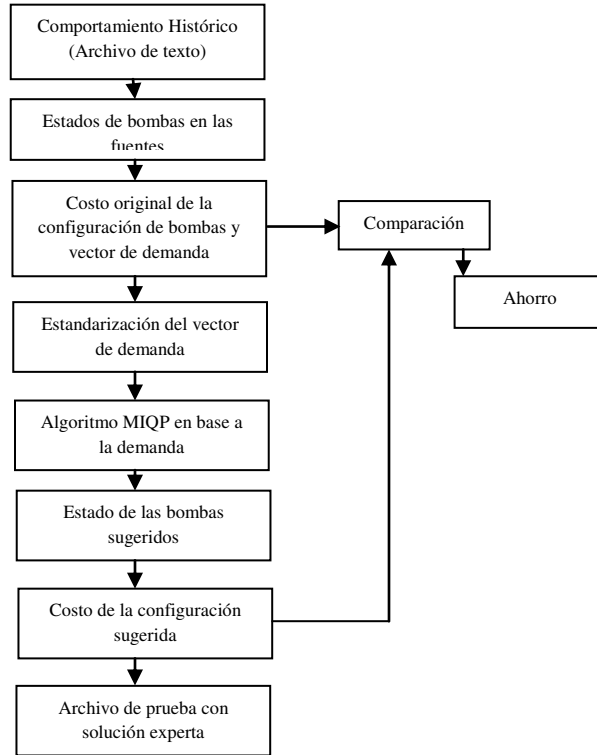 Comportamiento Histórico
(Archivo de texto)
Estados de bombas en las
fuentes
Costo original de la
configuración de bombas y
vector de demanda
Comparación
Ahorro
Estandarización del vector
de demanda
Algoritmo MIQP en base a
la demanda
Estado de las bombas
sugeridos
Costo de la configuración
sugerida
Archivo de prueba con
solución experta